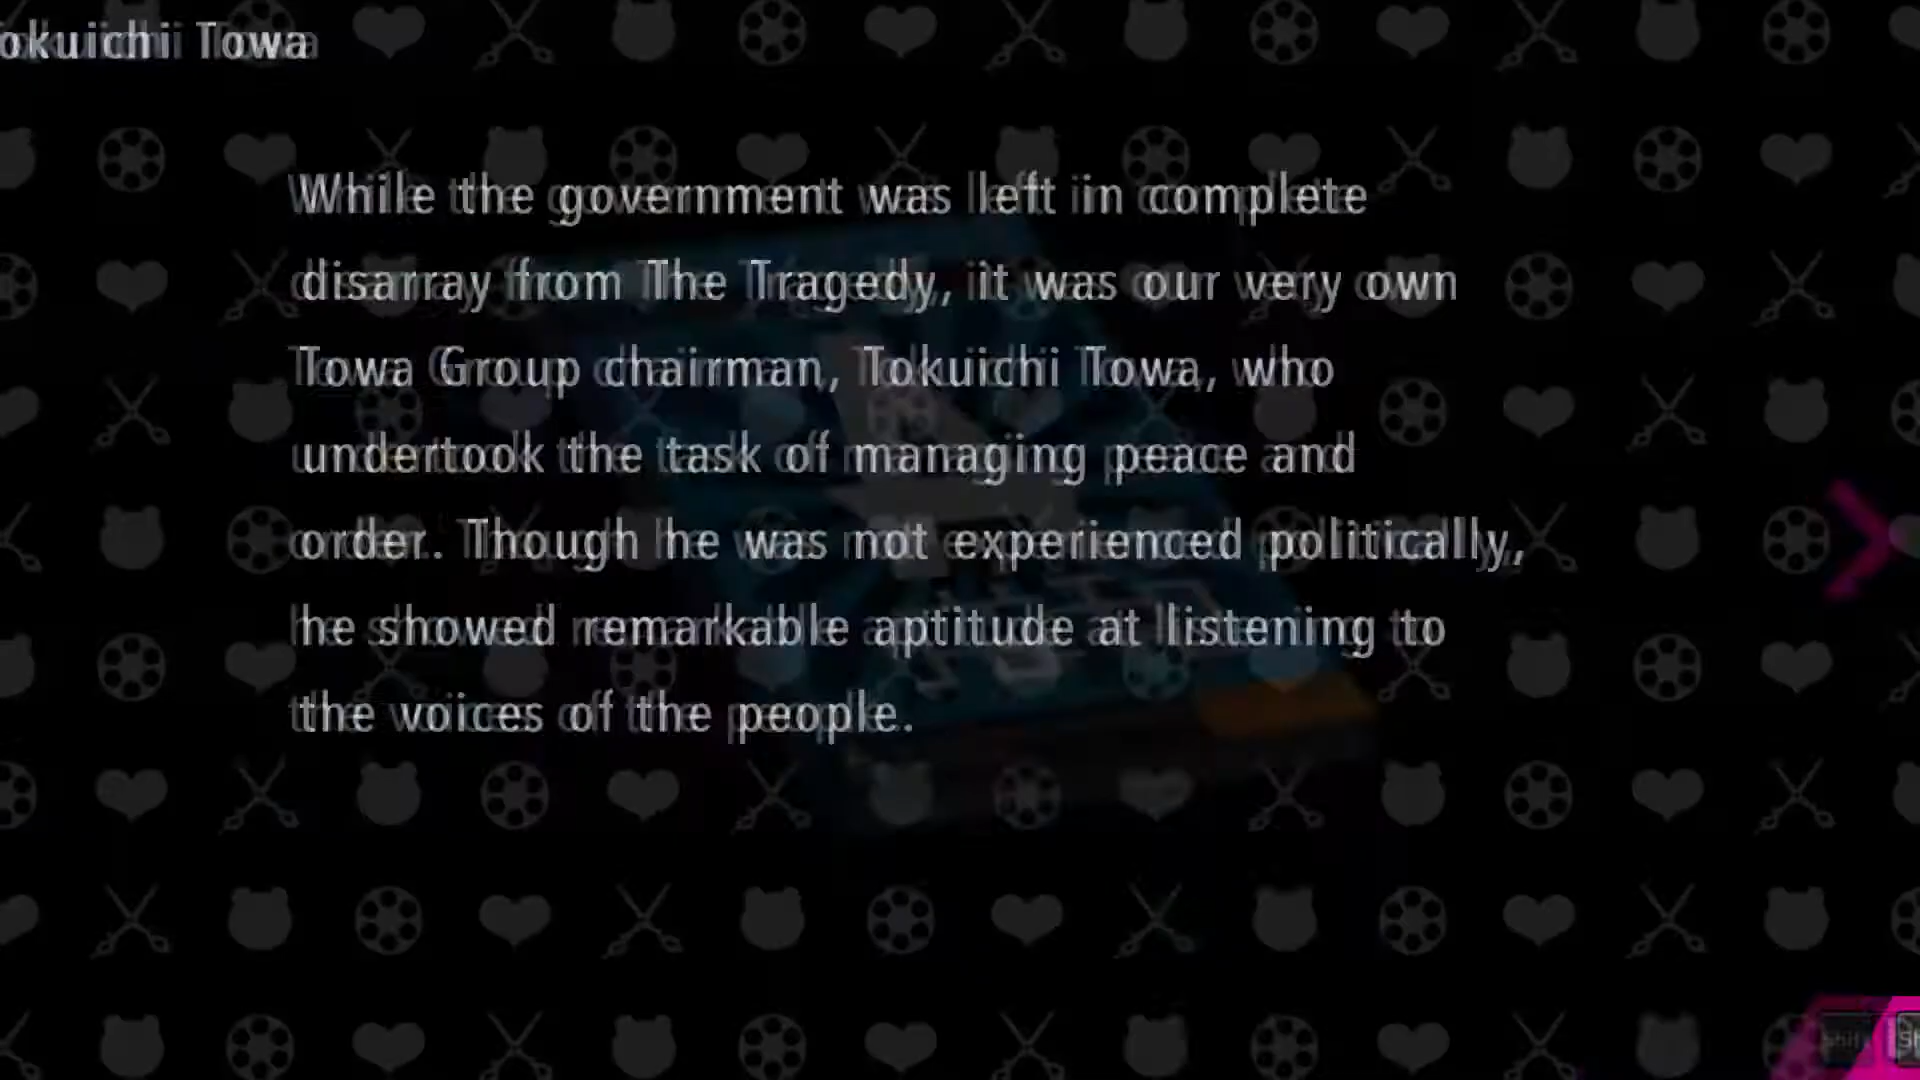 okuichi Towa
While the government was left in complete
disarray from The Tragedy, it was our very own
Towa Group chairman, Tokuichi Towa, who
undertook the task of managing peace and
order. Though he was not experienced politically,
he showed remarkable aptitude at listening to
the voices of the people.
Shift Sh